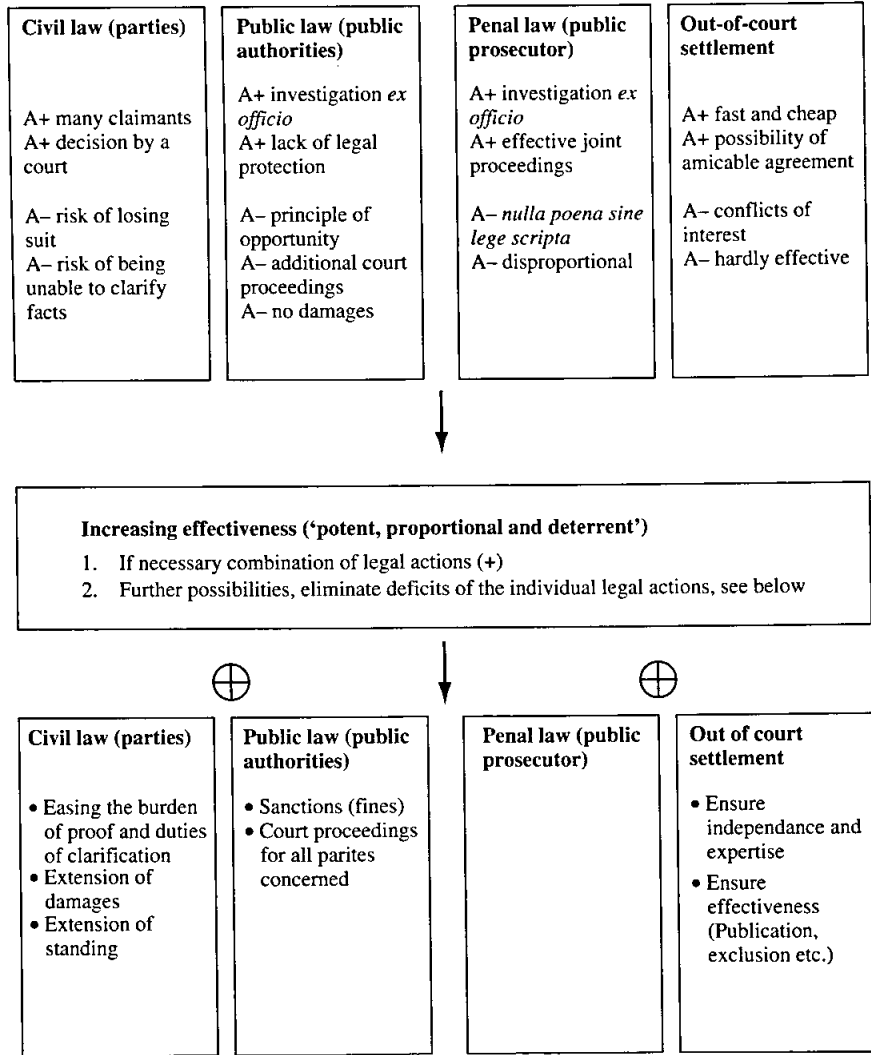 Civil law (parties)
A+ many claimants
A+ decision by a
court
A– risk of losing
suit
A– risk of being
unable to clarify
facts
Public law (public
authorities)
A+ investigation ex
officio
A+ lack of legal
protection
A– principle of
opportunity
A– additional court
proceedings
A– no damages
Penal law (public
prosecutor)
A+ investigation ex
officio
A+ effective joint
proceedings
A– nulla poena sine
lege scripta
A– disproportional
Out-of-court
settlement
A+ fast and cheap
A+ possibility of
amicable agreement
A– conflicts of
interest
A– hardly effective
Increasing effectiveness (‘potent, proportional and deterrent’)
1. If necessary combination of legal actions (+)
2. Further possibilities, eliminate deficits of the individual legal actions, see below
Civil law (parties)
• Easing the burden
of proof and duties
of clarification
• Extension of
damages
• Extension of
standing
Public law (public
authorities)
• Sanctions (fines)
• Court proceedings
for all parites
concerned
Penal law (public
prosecutor)
Out of court
settlement
• Ensure
independance and
expertise
• Ensure
effectiveness
(Publication,
exclusion etc.)